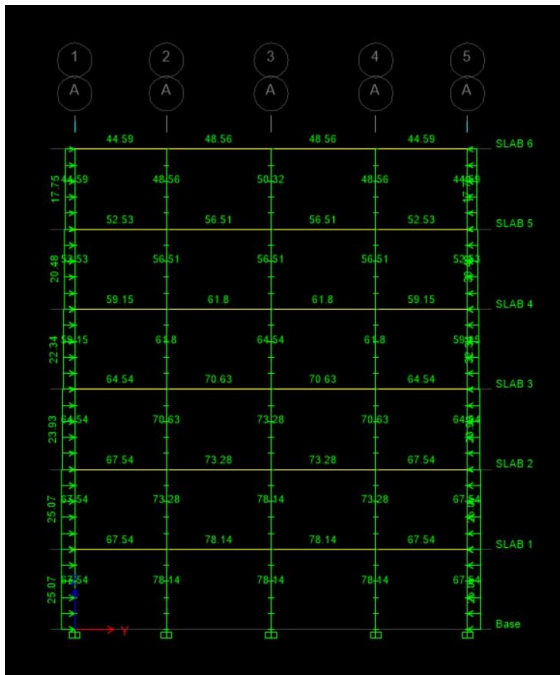 1 2 3 4 5
A A A A A
44.59 48.56 48.56 44.59 SLAB 6
17.75 44.59 48.56 50.32 48.56
52.53 56.51 56.51 52.53 SLAB 5
20.48 56.51 56.51 56.51
59.15 61.8 61.8 59.15 SLAB 4
22.34 59.15 61.8 64.54 61.8
64.54 70.63 70.63 64.54 SLAB 3
23.93 64.54 70.63 73.28 70.63
67.54 73.28 73.28 67.54 SLAB 2
25.07 67.54 73.28 78.14 73.28 67.54
67.54 78.14 78.14 67.54 SLAB 1
25.07 67.54 78.14 78.14 78.14 67.54
Y Base